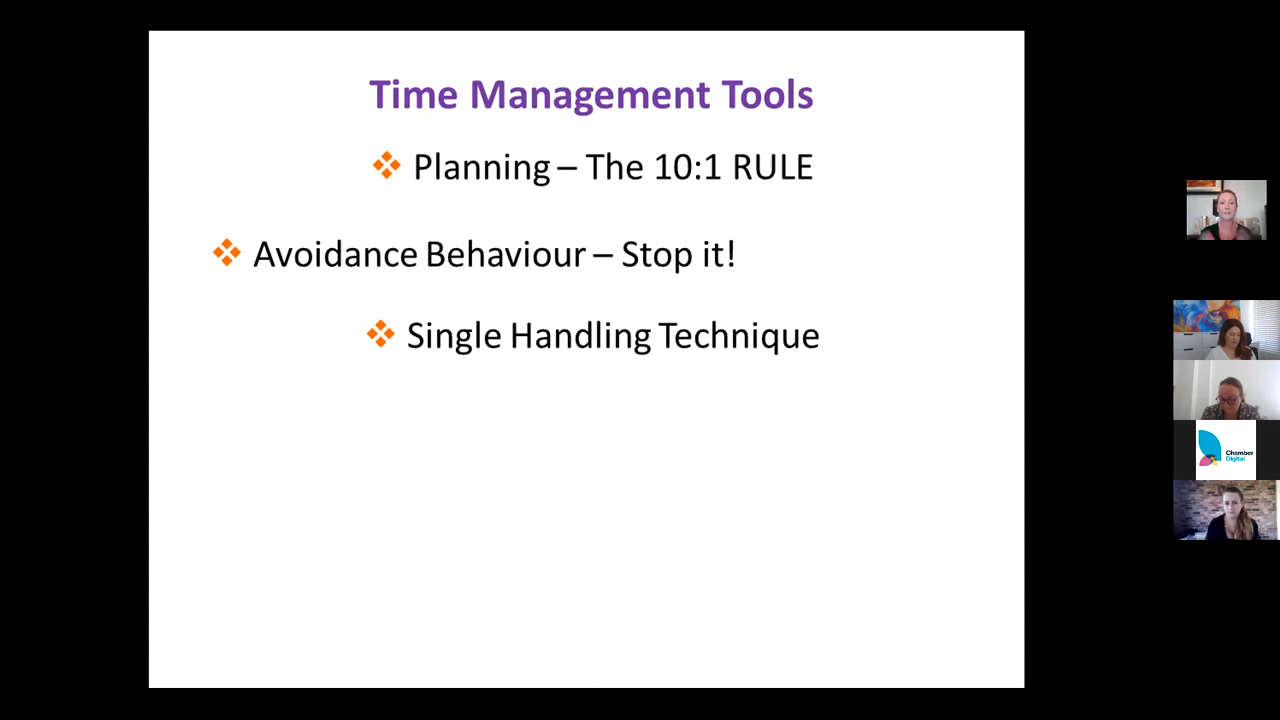 Time Management Tools
Planning – The 10:1 RULE
Avoidance Behaviour – Stop it!
Single Handling Technique
Chamber
Digital